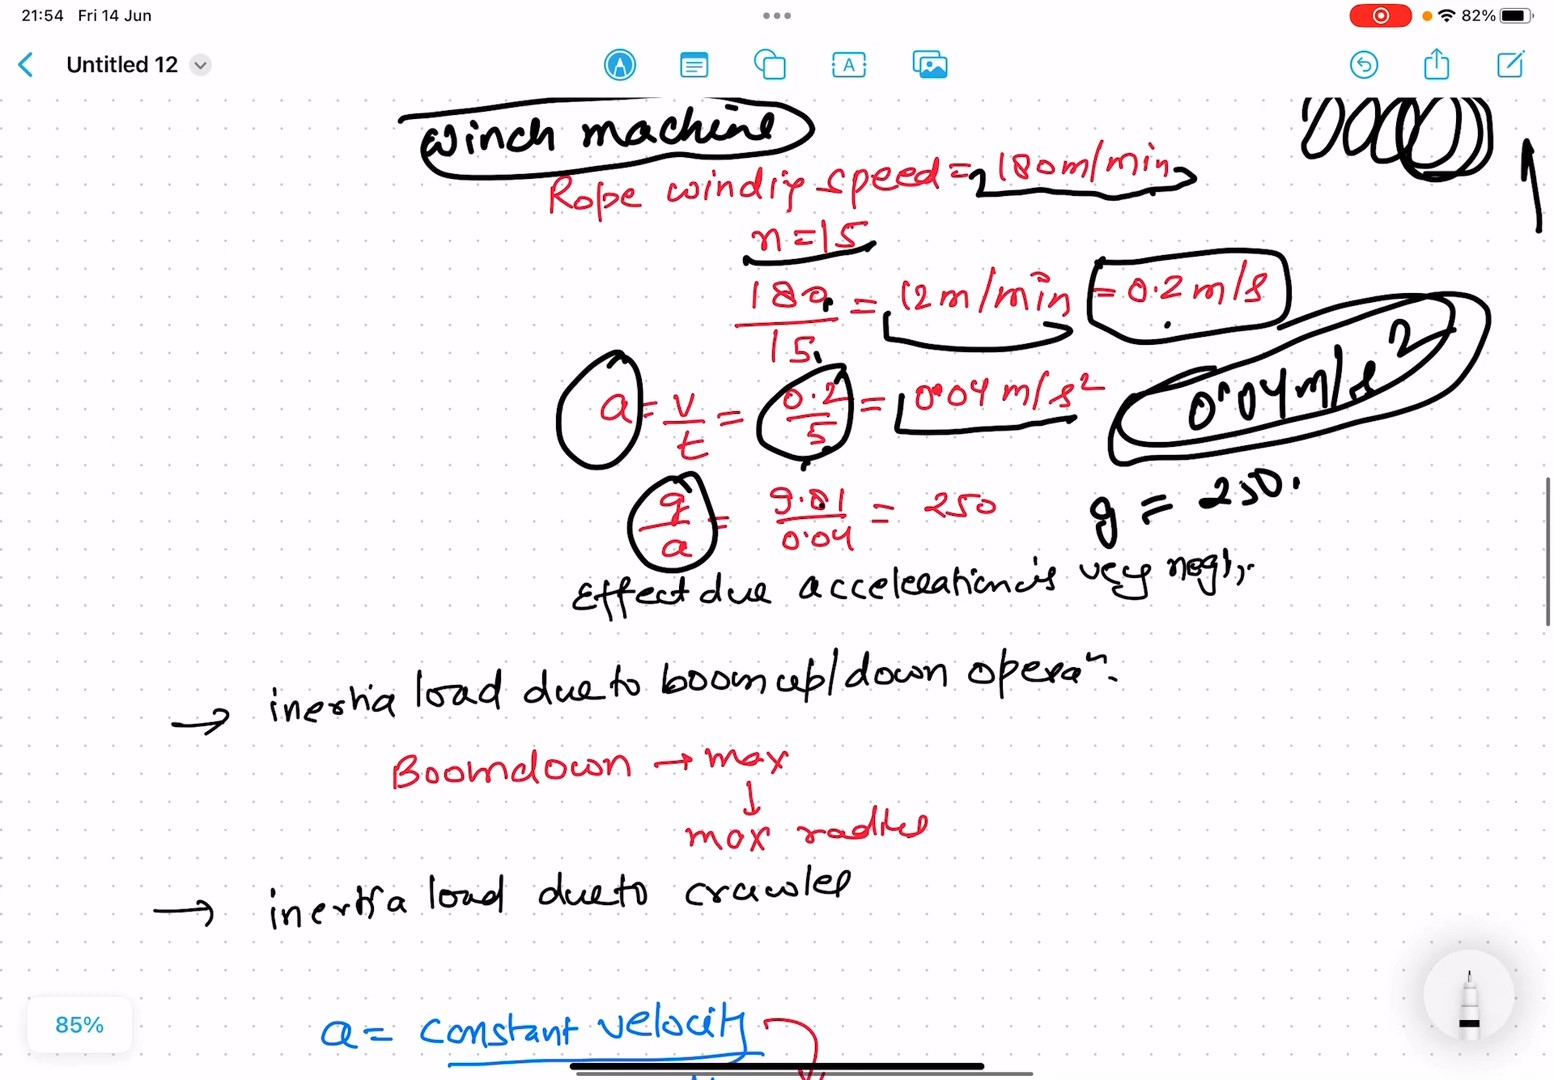 21:54 Fri 14 Jun
82%
Untitled 12
winch machine
Rope windig speed = 180m/min
n=15
180/15 = 12m/min = 0.2 m/s
a = v/t = 0.2/5 = 0.04 m/s²
0.04 m/s²
g/a = 9.81/0.04 = 250
g = 250.
Effect due acceleration is very negl,.
→ inertia load due to boom up/down operaⁿ.
Boomdown → max
↓
max radius
→ inertia load due to crawler
85%
a = constant velocity